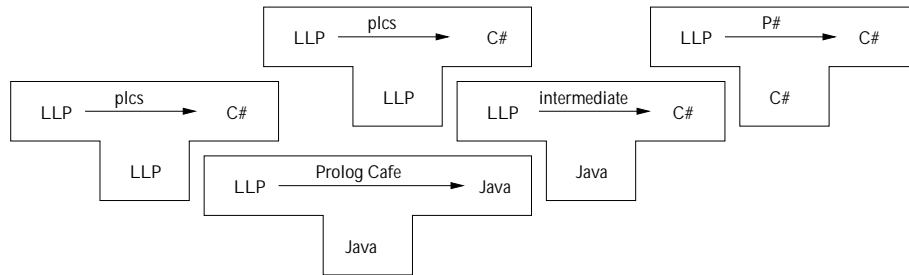 LLP plcs C#
LLP
LLP P# C#
C#
LLP plcs C#
LLP
LLP intermediate C#
Java
LLP Prolog Cafe Java
Java